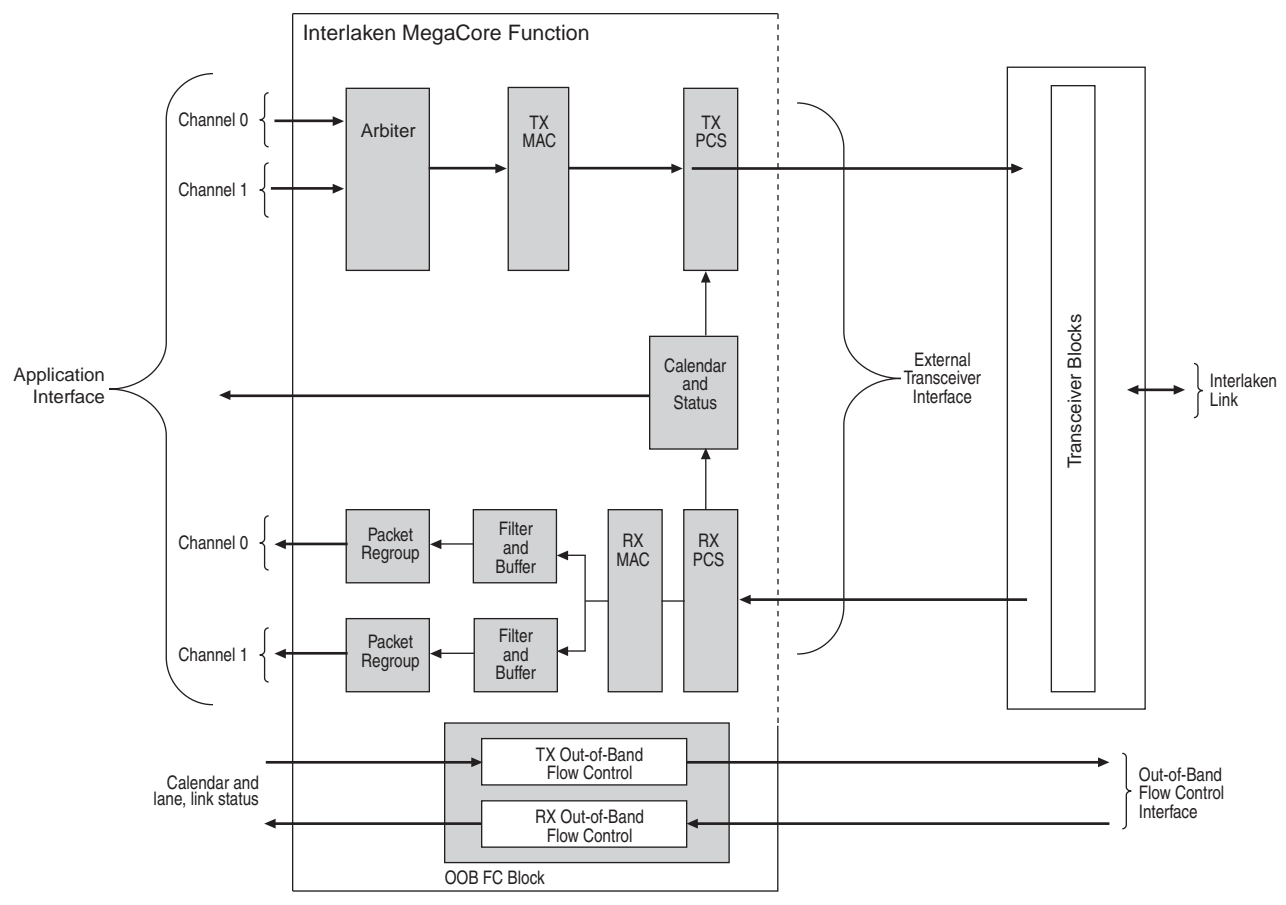 Interlaken MegaCore Function
Channel 0
Channel 1
Arbiter
TX
MAC
TX
PCS
Application
Interface
Calendar
and
Status
External
Transceiver
Interface
Transceiver Blocks
Interlaken
Link
Channel 0
Packet
Regroup
Filter
and
Buffer
RX
MAC
RX
PCS
Channel 1
Packet
Regroup
Filter
and
Buffer
Calendar and
lane, link status
TX Out-of-Band
Flow Control
RX Out-of-Band
Flow Control
OOB FC Block
Out-of-Band
Flow Control
Interface